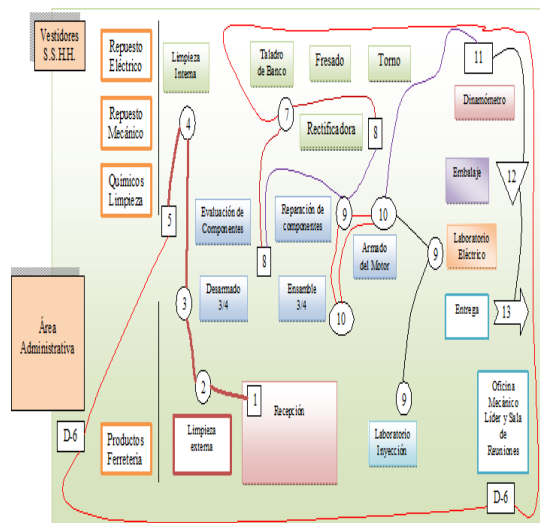 Vestidores
S.S.H.H.
Repuesto
Eléctrico
Limpieza
Interna
Taladro
de Banco
Fresado
Torno
11
Dinamómetro
Repuesto
Mecánico
4
7
Rectificadora
8
Químicos
Limpieza
5
Evaluación de
Componentes
8
Reparación de
componentes
9
10
Embalaje
12
Armado
del Motor
9
Laboratorio
Eléctrico
Área
Administrativa
3
Desarmado
3/4
Ensamble
3/4
10
Entrega
13
2
1
Recepción
9
D-6
Productos
Ferretería
Limpieza
externa
Laboratorio
Inyección
Oficina
Mecánico
Líder y Sala
de
Reuniones
D-6